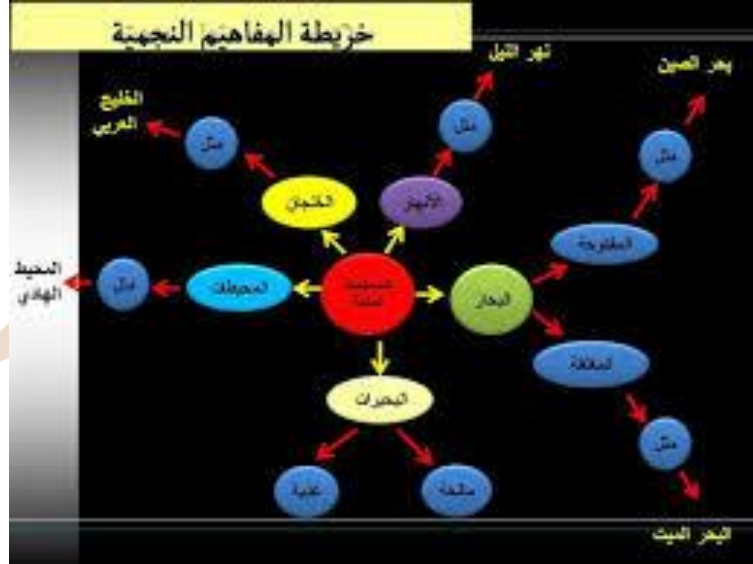 خريطة المفاهيم النجمية
نهر النيل
بحر الصين
الخليج
العربي
مثل
مثل
مثل
الخلجان
الأنهار
المفتوحة
المحيط
الهادي
مثل
المحيطات
المسطحات
المائية
البحار
المغلقة
البحيرات
مثل
عذبة
مالحة
البحر الميت